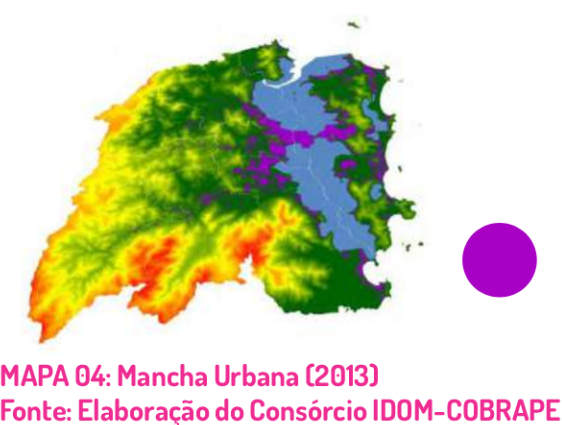 MAPA 04: Mancha Urbana (2013)
Fonte: Elaboração do Consórcio IDOM-COBRAPE